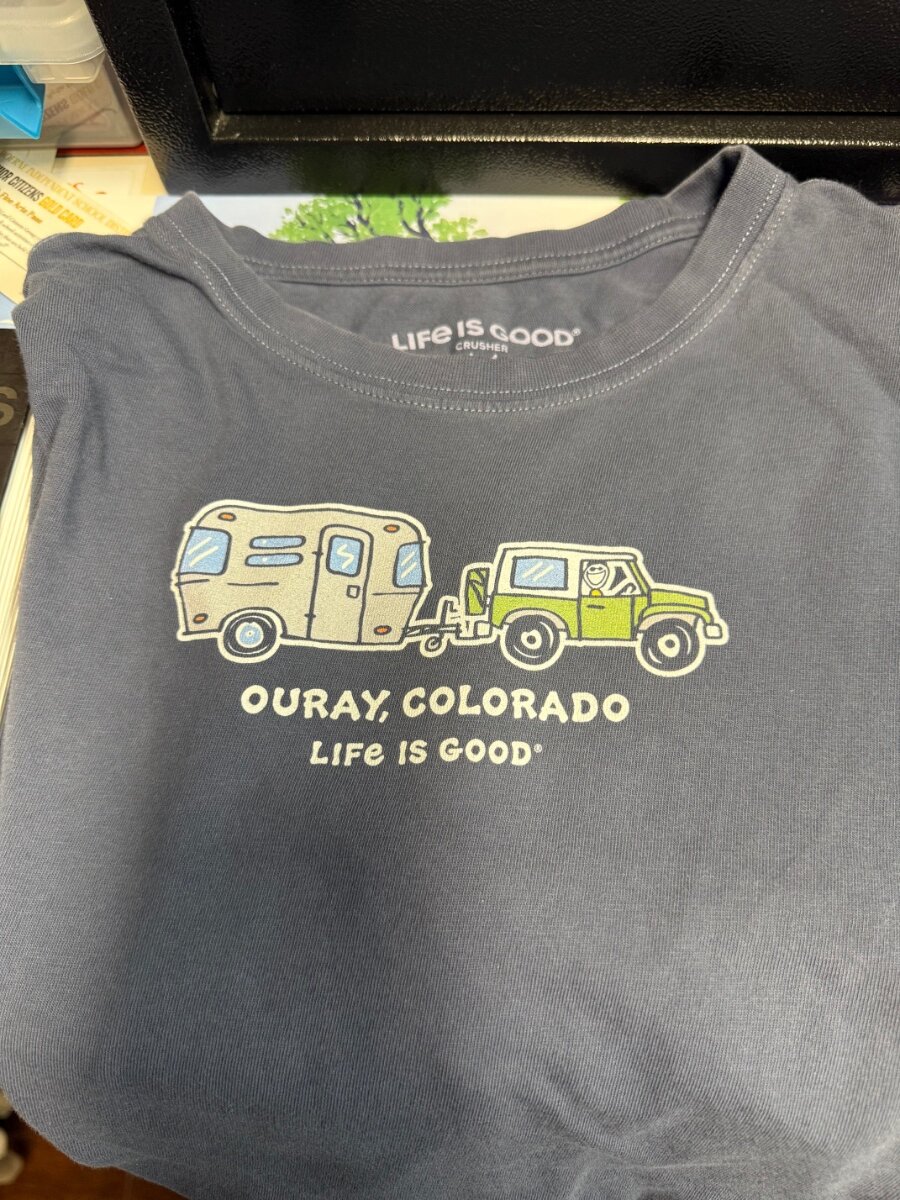 SENIOR CITIZENS GOLD CARD
LIFe IS GOOD®
CRUSHER
OURAY, COLORADO
LIFe IS GOOD®
S